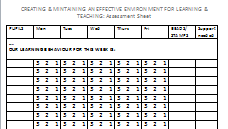 CREATING & MINTAINING AN EFFECTIVE ENVIRONMENT FOR LEARNING &
TEACHING: Assessment Sheet
PUPILS Mon Tues Wed Thurs Fri Support
needed
OUR LEARNING BEHAVIOUR FOR THIS WEEK IS:
3 2 1 3 2 1 3 2 1 3 2 1 3 2 1
3 2 1 3 2 1 3 2 1 3 2 1 3 2 1
3 2 1 3 2 1 3 2 1 3 2 1 3 2 1
3 2 1 3 2 1 3 2 1 3 2 1 3 2 1
3 2 1 3 2 1 3 2 1 3 2 1 3 2 1
3 2 1 3 2 1 3 2 1 3 2 1 3 2 1
3 2 1 3 2 1 3 2 1 3 2 1 3 2 1
3 2 1 3 2 1 3 2 1 3 2 1 3 2 1